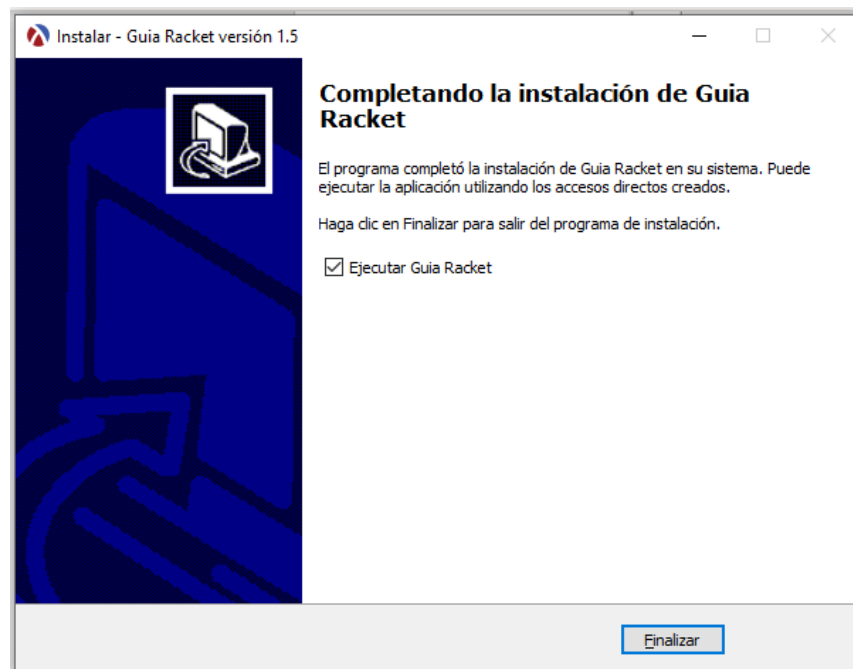 Instalar - Guia Racket versión 1.5
Completando la instalación de Guia
Racket
El programa completó la instalación de Guia Racket en su sistema. Puede
ejecutar la aplicación utilizando los accesos directos creados.
Haga clic en Finalizar para salir del programa de instalación.
Ejecutar Guia Racket
Finalizar